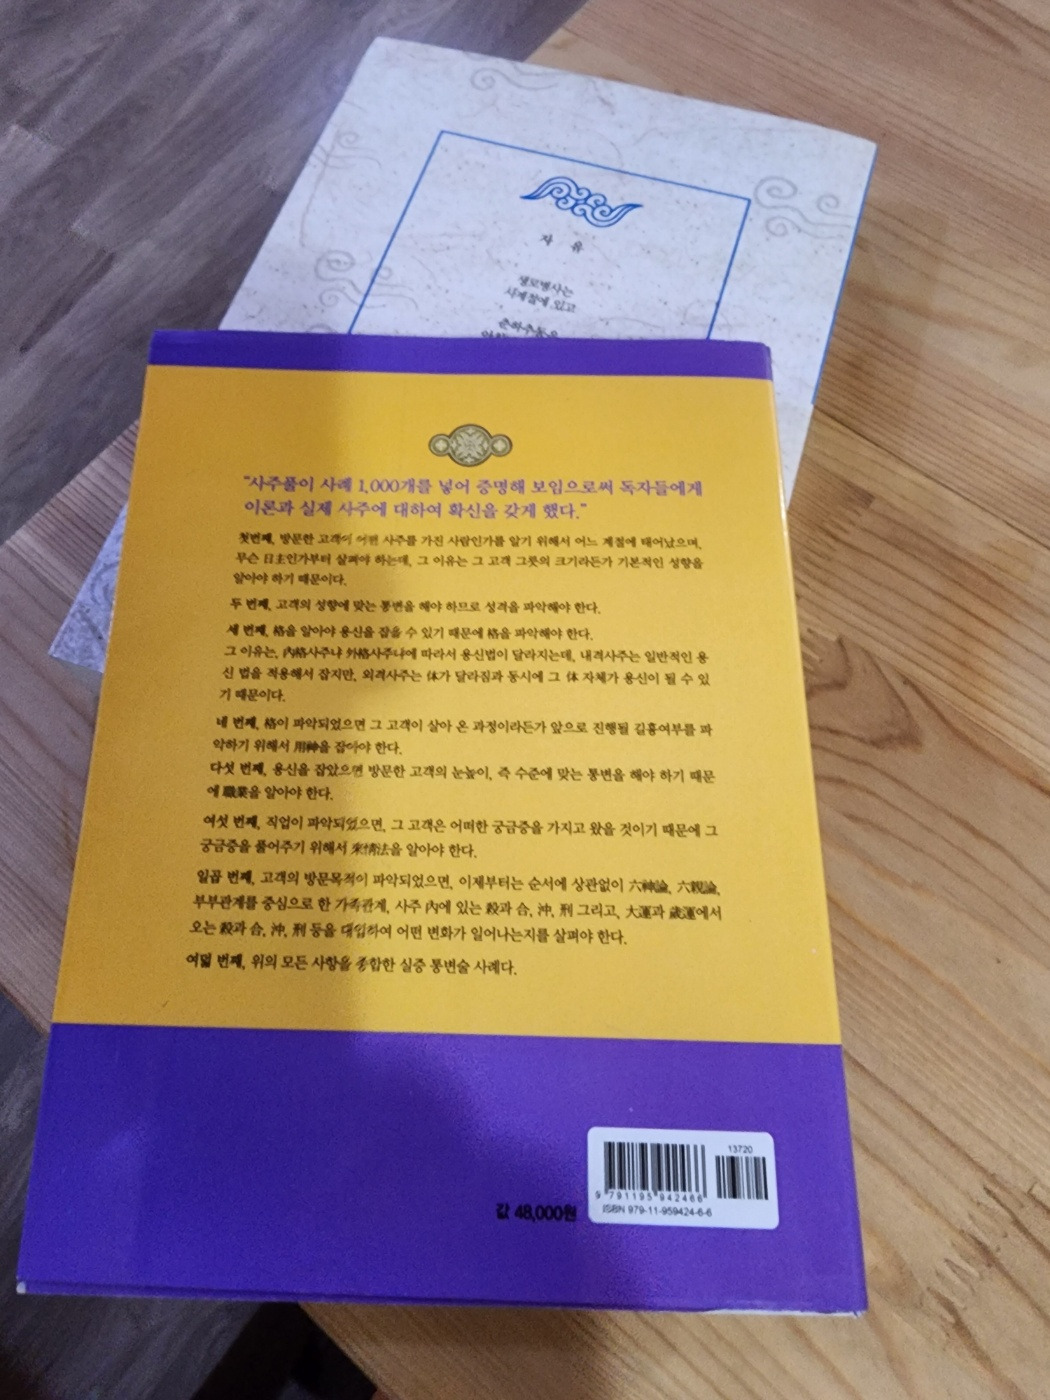 자 유
생로병사는
사계절에 있고
춘하추동은
"사주풀이 사례 1,000개를 넣어 증명해 보임으로써 독자들에게
이론과 실제 사주에 대하여 확신을 갖게 했다."
첫번째, 방문한 고객이 어떤 사주를 가진 사람인가를 알기 위해서 어느 계절에 태어났으며,
무슨 日主인가부터 살펴야 하는데, 그 이유는 그 고객 그릇의 크기라든가 기본적인 성향을
알아야 하기 때문이다.
두 번째, 고객의 성향에 맞는 통변을 해야 하므로 성격을 파악해야 한다.
세 번째, 格을 알아야 용신을 잡을 수 있기 때문에 格을 파악해야 한다.
그 이유는, 內格사주냐 外格사주냐에 따라서 용신법이 달라지는데, 내격사주는 일반적인 용
신 법을 적용해서 잡지만, 외격사주는 体가 달라짐과 동시에 그 体 자체가 용신이 될 수 있
기 때문이다.
네 번째, 格이 파악되었으면 그 고객이 살아 온 과정이라든가 앞으로 진행될 길흉여부를 파
악하기 위해서 用神을 잡아야 한다.
다섯 번째, 용신을 잡았으면 방문한 고객의 눈높이, 즉 수준에 맞는 통변을 해야 하기 때문
에 職業을 알아야 한다.
여섯 번째, 직업이 파악되었으면, 그 고객은 어떠한 궁금증을 가지고 왔을 것이기 때문에 그
궁금증을 풀어주기 위해서 來情法을 알아야 한다.
일곱 번째, 고객의 방문목적이 파악되었으면, 이제부터는 순서에 상관없이 六神論, 六親論,
부부관계를 중심으로 한 가족관계, 사주 內에 있는 殺과 合, 沖, 刑 그리고, 大運과 歲運에서
오는 殺과 合, 沖, 刑 등을 대입하여 어떤 변화가 일어나는지를 살펴야 한다.
여덟 번째, 위의 모든 사항을 종합한 실증 통변술 사례다.
13720
9 791195 942466
ISBN 979-11-959424-6-6
값 48,000원